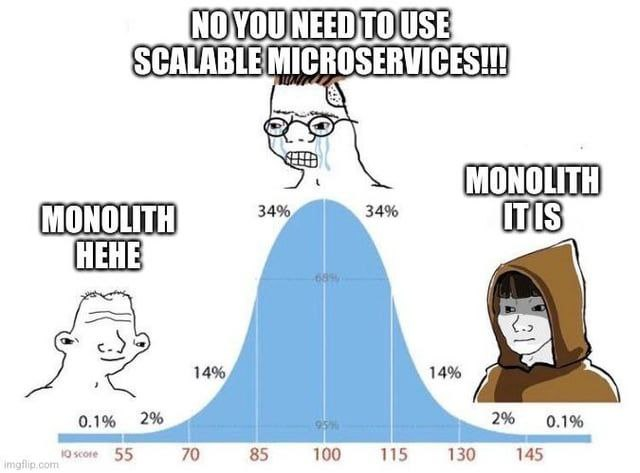 NO YOU NEED TO USE
SCALABLE MICROSERVICES!!!
MONOLITH
IT IS
MONOLITH
HEHE
34%
34%
68%
14%
14%
0.1%
2%
95%
2%
0.1%
IQ score
55
70
85
100
115
130
145
imgflip.com